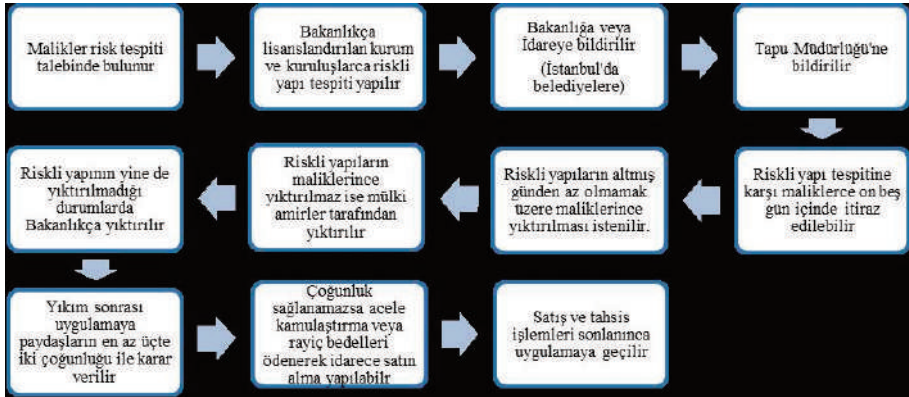 Malikler risk tespiti
talebinde bulunur
Bakanlıkça
lisanslandırılan kurum
ve kuruluşlarca riskli
yapı tespiti yapılır
Bakanlığa veya
İdareye bildirilir
(İstanbul'da
belediyelere)
Tapu Müdürlüğü'ne
bildirilir
Riskli yapı tespitine
karşı maliklerce on beş
gün içinde itiraz
edilebilir
Riskli yapıların altmış
günden az olmamak
üzere maliklerince
yıktırılması istenilir.
Riskli yapıların
maliklerince
yıktırılmaz ise mülki
amirler tarafından
yıktırılır
Riskli yapının yine de
yıktırılmadığı
durumlarda
Bakanlıkça yıktırılır
Yıkım sonrası
uygulamaya
paydaşların en az üçte
iki çoğunluğu ile karar
verilir
Çoğunluk
sağlanamazsa acele
kamulaştırma veya
rayiç bedelleri
ödenerek idarece satın
alma yapılabilr
Satış ve tahsis
işlemleri sonlanınca
uygulamaya geçilir